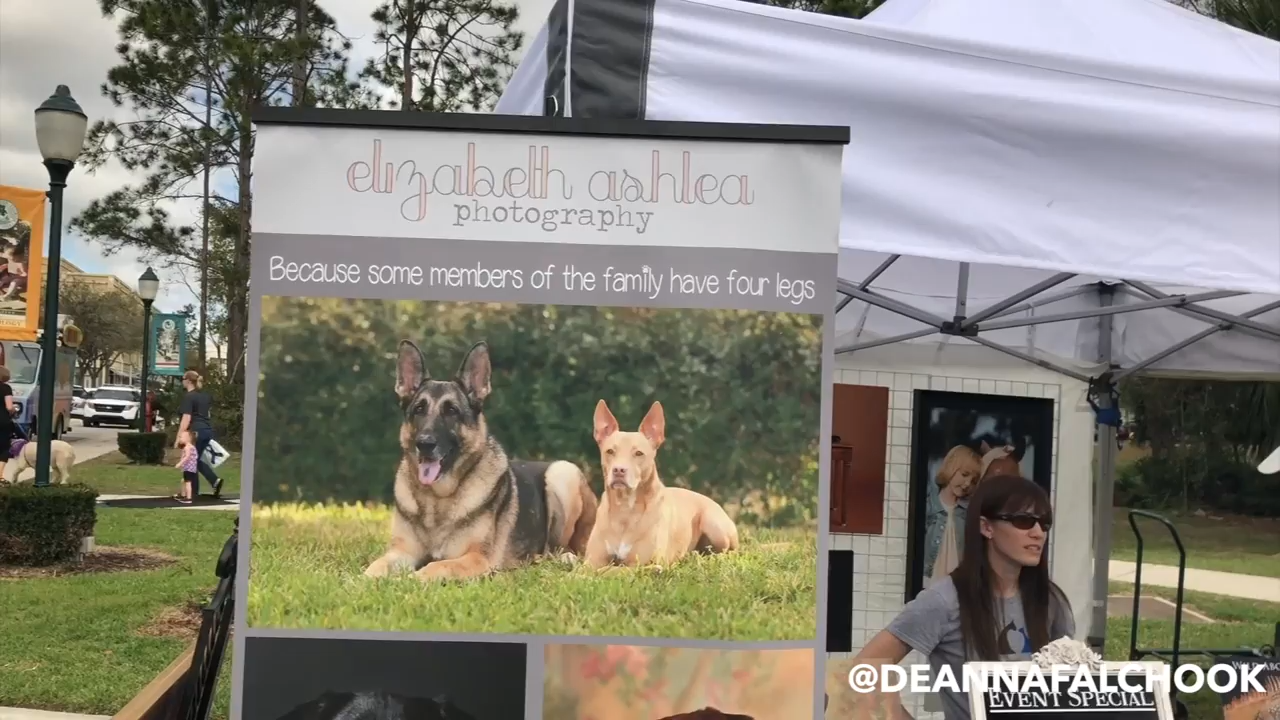 elizabeth ashlea
photography
Because some members of the family have four legs
@DEANNAFALCHOOK
EVENT SPECIAL